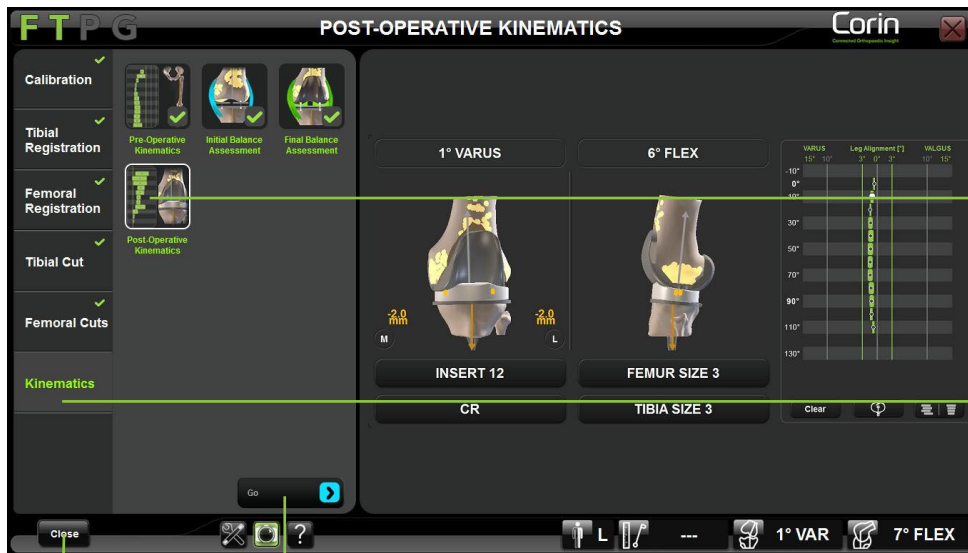 FTPG
POST-OPERATIVE KINEMATICS
Corin
Connected Orthopaedic Insight
Calibration
Tibial
Registration
Femoral
Registration
Tibial Cut
Femoral Cuts
Kinematics
Pre-Operative
Kinematics
Initial Balance
Assessment
Final Balance
Assessment
Post-Operative
Kinematics
Go
1° VARUS
6° FLEX
-2.0
mm
M
-2.0
mm
L
INSERT 12
FEMUR SIZE 3
CR
TIBIA SIZE 3
VARUS Leg Alignment [°] VALGUS
15° 10° 3° 0° 3° 10° 15°
-10°
0°
10°
30°
50°
70°
90°
110°
130°
Clear
Close
?
L
---
1° VAR
7° FLEX